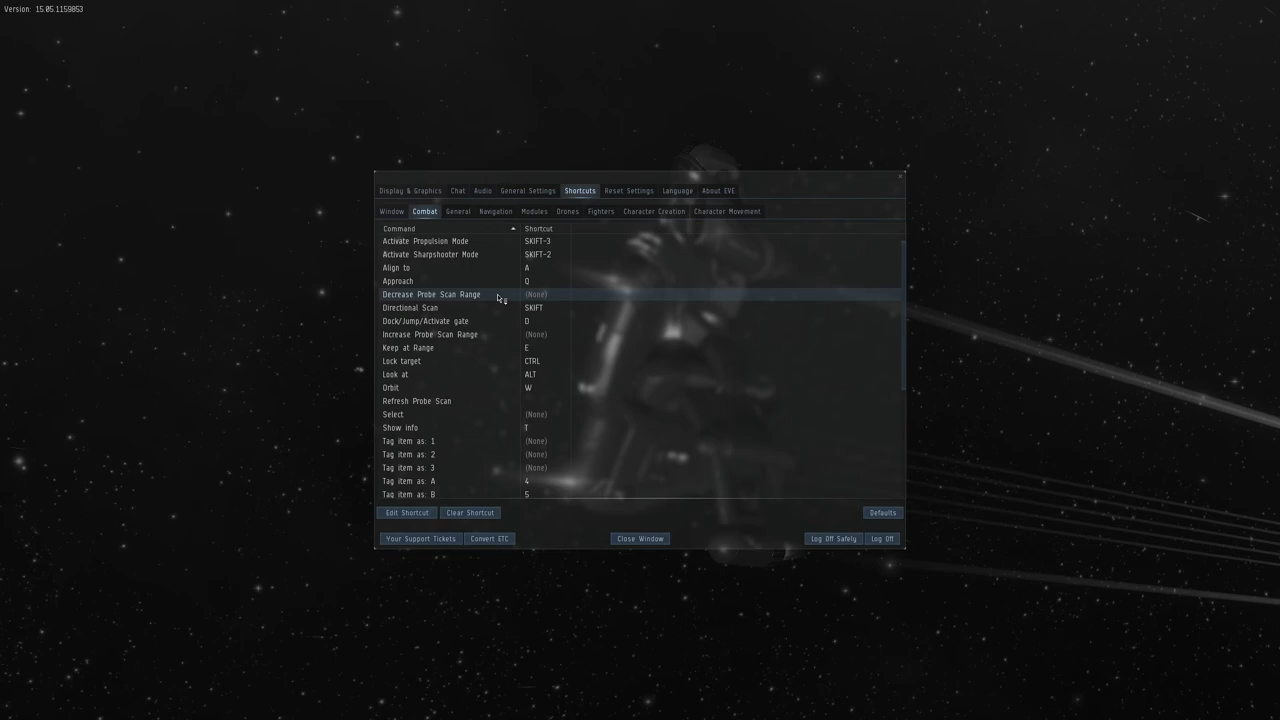 Version: 15.05.1159853
Display & Graphics Chat Audio General Settings Shortcuts Reset Settings Language About EVE
Window Combat General Navigation Modules Drones Fighters Character Creation Character Movement
Command Shortcut
Activate Propulsion Mode SKIFT-3
Activate Sharpshooter Mode SKIFT-2
Align to A
Approach Q
Decrease Probe Scan Range (None)
Directional Scan SKIFT
Dock/Jump/Activate gate D
Increase Probe Scan Range (None)
Keep at Range E
Lock target CTRL
Look at ALT
Orbit W
Refresh Probe Scan
Select (None)
Show info T
Tag item as: 1 (None)
Tag item as: 2 (None)
Tag item as: 3 (None)
Tag item as: A 4
Tag item as: B 5
Edit Shortcut Clear Shortcut Defaults
Your Support Tickets Convert ETC Close Window Log Off Safely Log Off